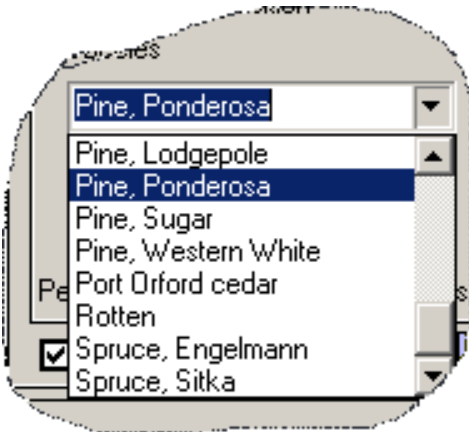 Pine, Ponderosa
Pine, Lodgepole
Pine, Ponderosa
Pine, Sugar
Pine, Western White
Port Orford cedar
Pe
Rotten
Spruce, Engelmann
Spruce, Sitka